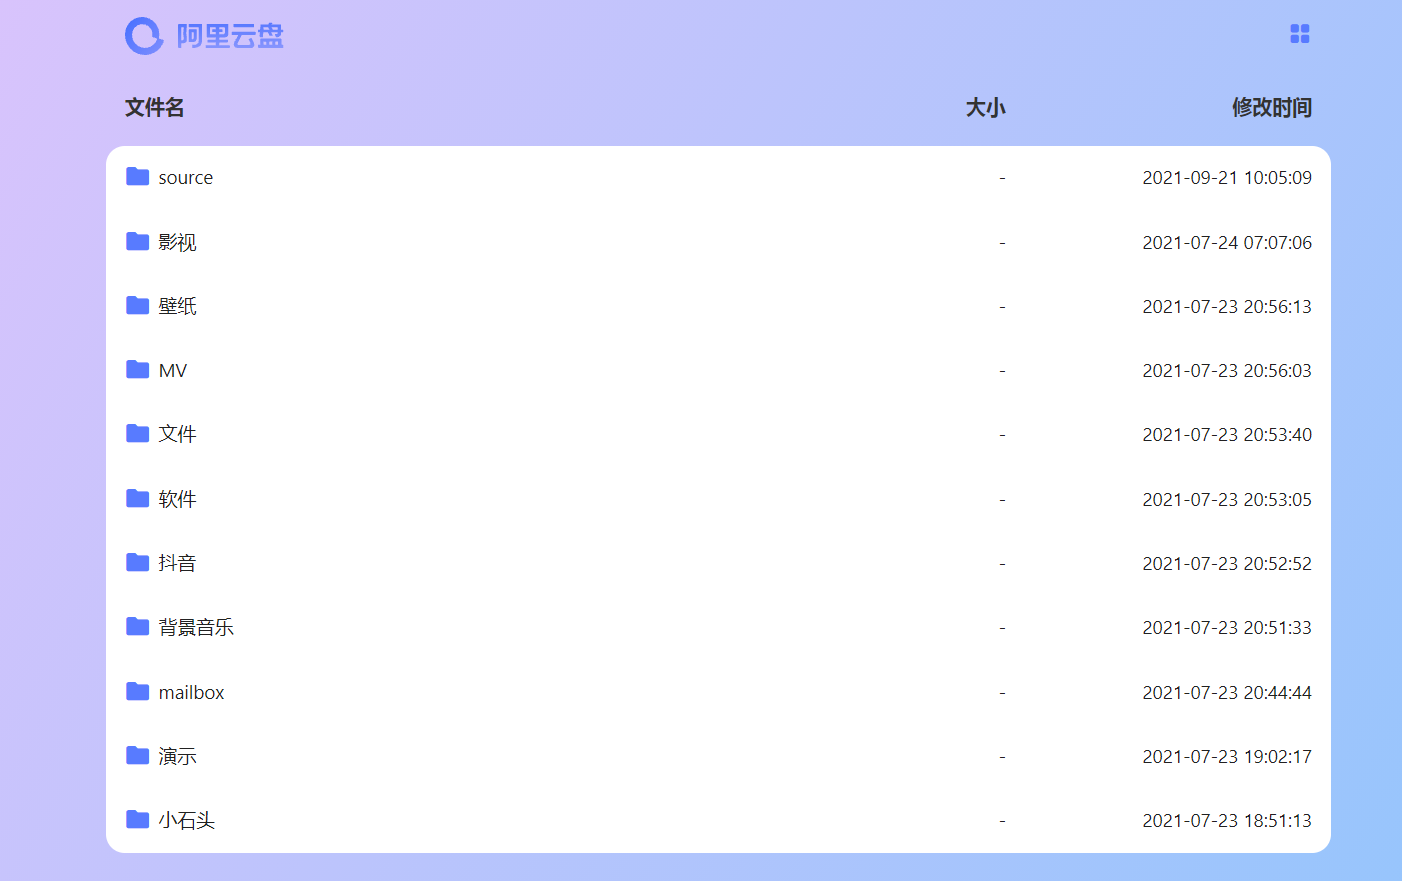 阿里云盘
文件名 大小 修改时间
source - 2021-09-21 10:05:09
影视 - 2021-07-24 07:07:06
壁纸 - 2021-07-23 20:56:13
MV - 2021-07-23 20:56:03
文件 - 2021-07-23 20:53:40
软件 - 2021-07-23 20:53:05
抖音 - 2021-07-23 20:52:52
背景音乐 - 2021-07-23 20:51:33
mailbox - 2021-07-23 20:44:44
演示 - 2021-07-23 19:02:17
小石头 - 2021-07-23 18:51:13